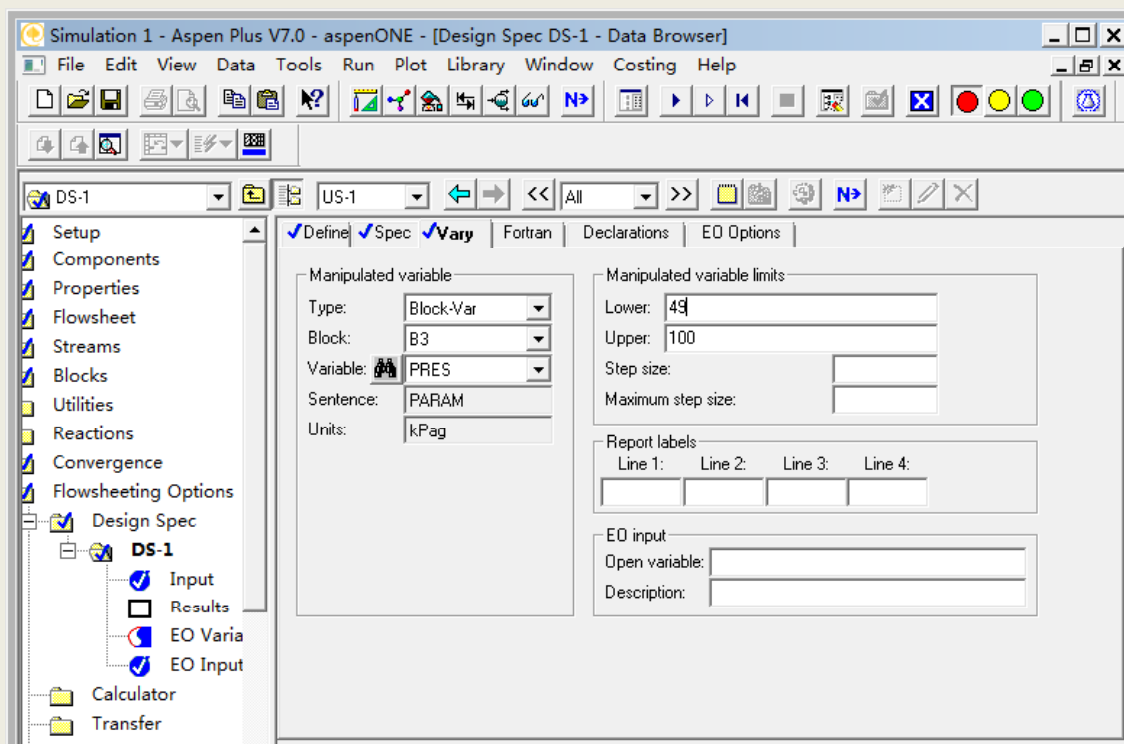 Simulation 1 - Aspen Plus V7.0 - aspenONE - [Design Spec DS-1 - Data Browser]
File Edit View Data Tools Run Plot Library Window Costing Help
N
DS-1 US-1 All N
Setup
Components
Properties
Flowsheet
Streams
Blocks
Utilities
Reactions
Convergence
Flowsheeting Options
Design Spec
DS-1
Input
Results
EO Varia
EO Input
Calculator
Transfer
Define Spec Vary Fortran Declarations EO Options
Manipulated variable
Type: Block-Var
Block: B3
Variable: PRES
Sentence: PARAM
Units: kPag
Manipulated variable limits
Lower: 49
Upper: 100
Step size:
Maximum step size:
Report labels
Line 1: Line 2: Line 3: Line 4:
EO input
Open variable:
Description: